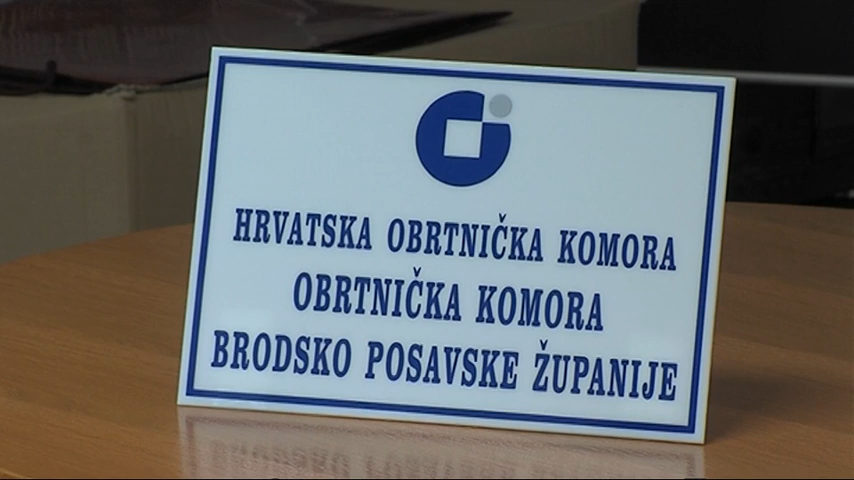 HRVATSKA OBRTNIČKA KOMORA
OBRTNIČKA KOMORA
BRODSKO POSAVSKE ŽUPANIJE